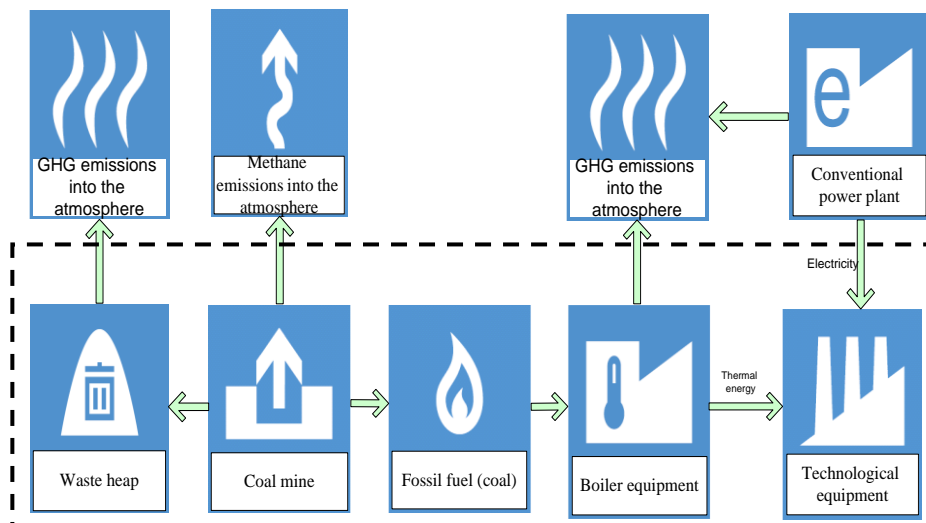 GHG emissions
into the
atmosphere
Methane
emissions into the
atmosphere
GHG emissions
into the
atmosphere
e
Conventional
power plant
Electricity
Thermal
energy
Waste heap
Coal mine
Fossil fuel (coal)
Boiler equipment
Technological
equipment